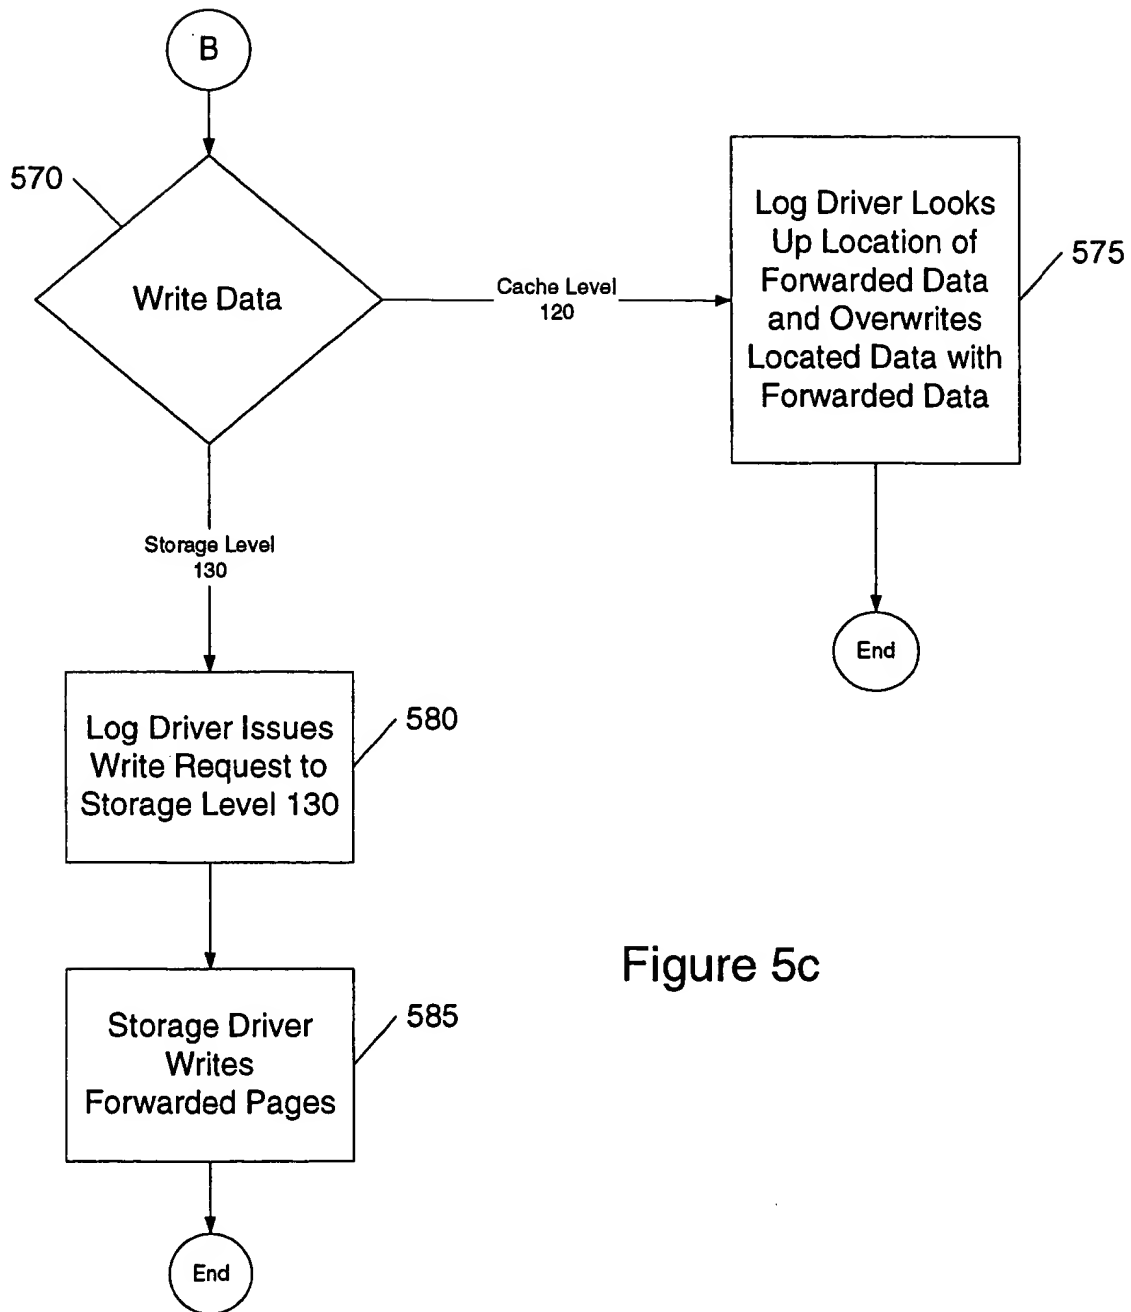 B
570
Write Data
Cache Level
120
Log Driver Looks
Up Location of
Forwarded Data
and Overwrites
Located Data with
Forwarded Data
575
End
Storage Level
130
Log Driver Issues
Write Request to
Storage Level 130
580
Storage Driver
Writes
Forwarded Pages
585
End
Figure 5c